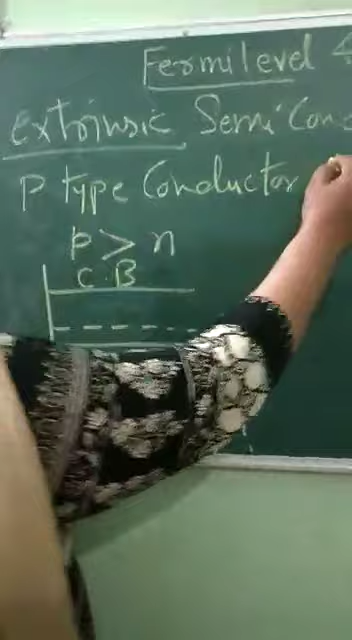 Fermilevel
Extrinsic Semi Con
P type Conductor
p > n
C B